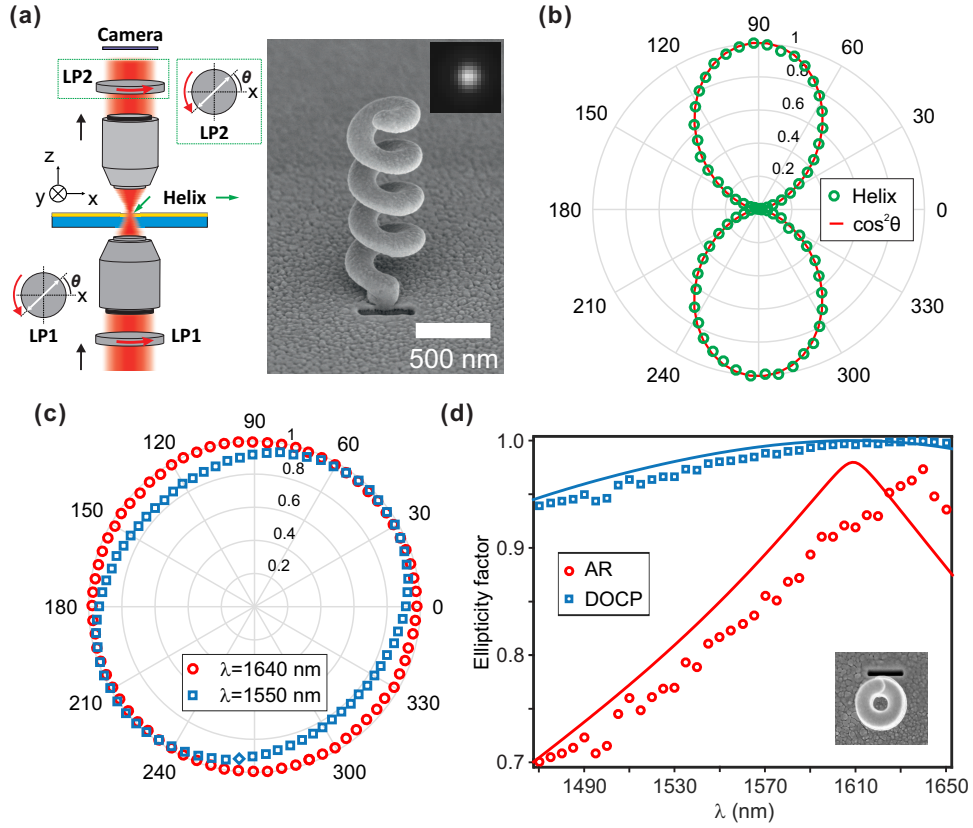 (a)
Camera
LP2
θ
x
LP2
z
y
x
Helix
θ
x
LP1
LP1
500 nm
(b)
90
120
60
1
0.8
150
0.6
30
0.4
0.2
180
0
Helix
cos²θ
210
330
240
300
(c)
90
120
60
1
0.8
150
0.6
30
0.4
0.2
180
0
λ=1640 nm
λ=1550 nm
210
330
240
300
(d)
1.0
0.9
0.8
0.7
Ellipticity factor
AR
DOCP
1490
1530
1570
1610
1650
λ (nm)